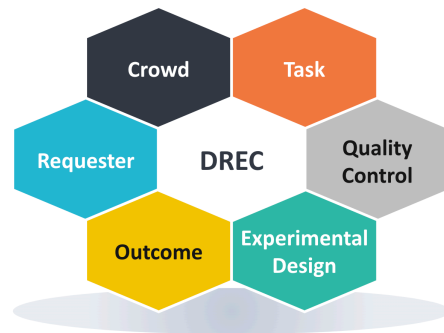 Crowd
Task
Requester
DREC
Quality
Control
Outcome
Experimental
Design